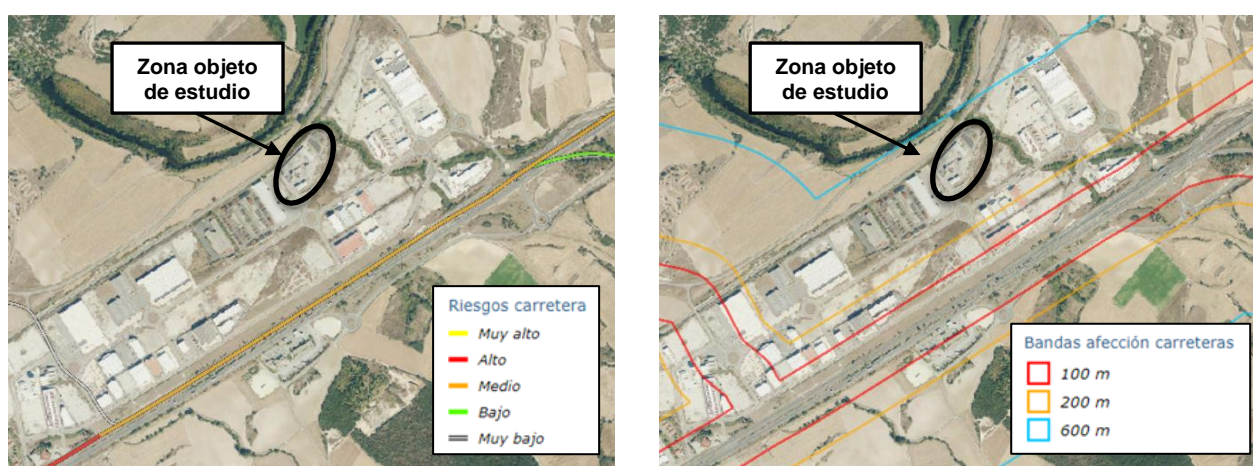 Zona objeto
de estudio
Riesgos carretera
Muy alto
Alto
Medio
Bajo
Muy bajo
Zona objeto
de estudio
Bandas afección carreteras
100 m
200 m
600 m